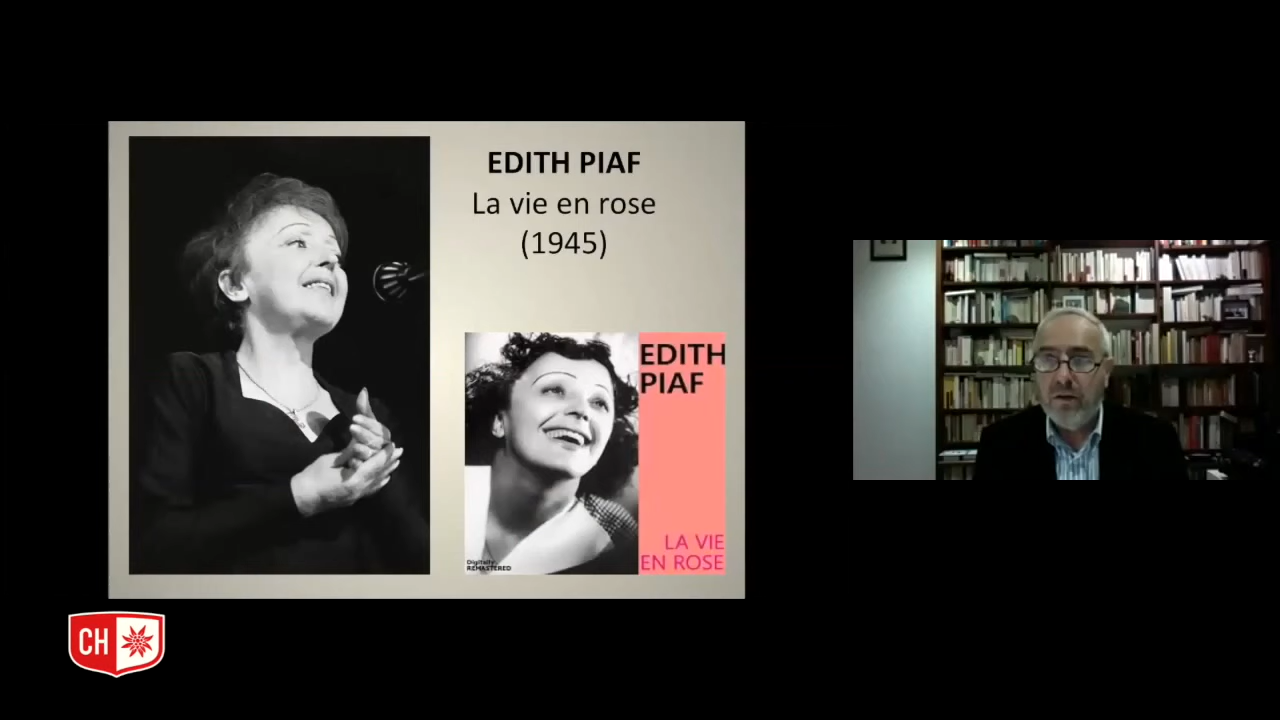 EDITH PIAF
La vie en rose
(1945)
EDITH
PIAF
LA VIE
EN ROSE
Digitally
REMASTERED
CH